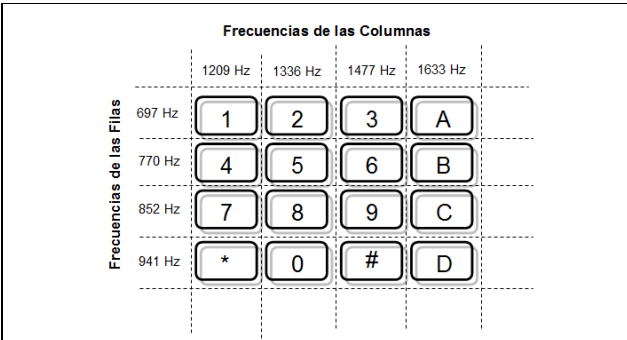 Frecuencias de las Columnas
1209 Hz 1336 Hz 1477 Hz 1633 Hz
Frecuencias de las Filas
697 Hz 1 2 3 A
770 Hz 4 5 6 B
852 Hz 7 8 9 C
941 Hz * 0 # D